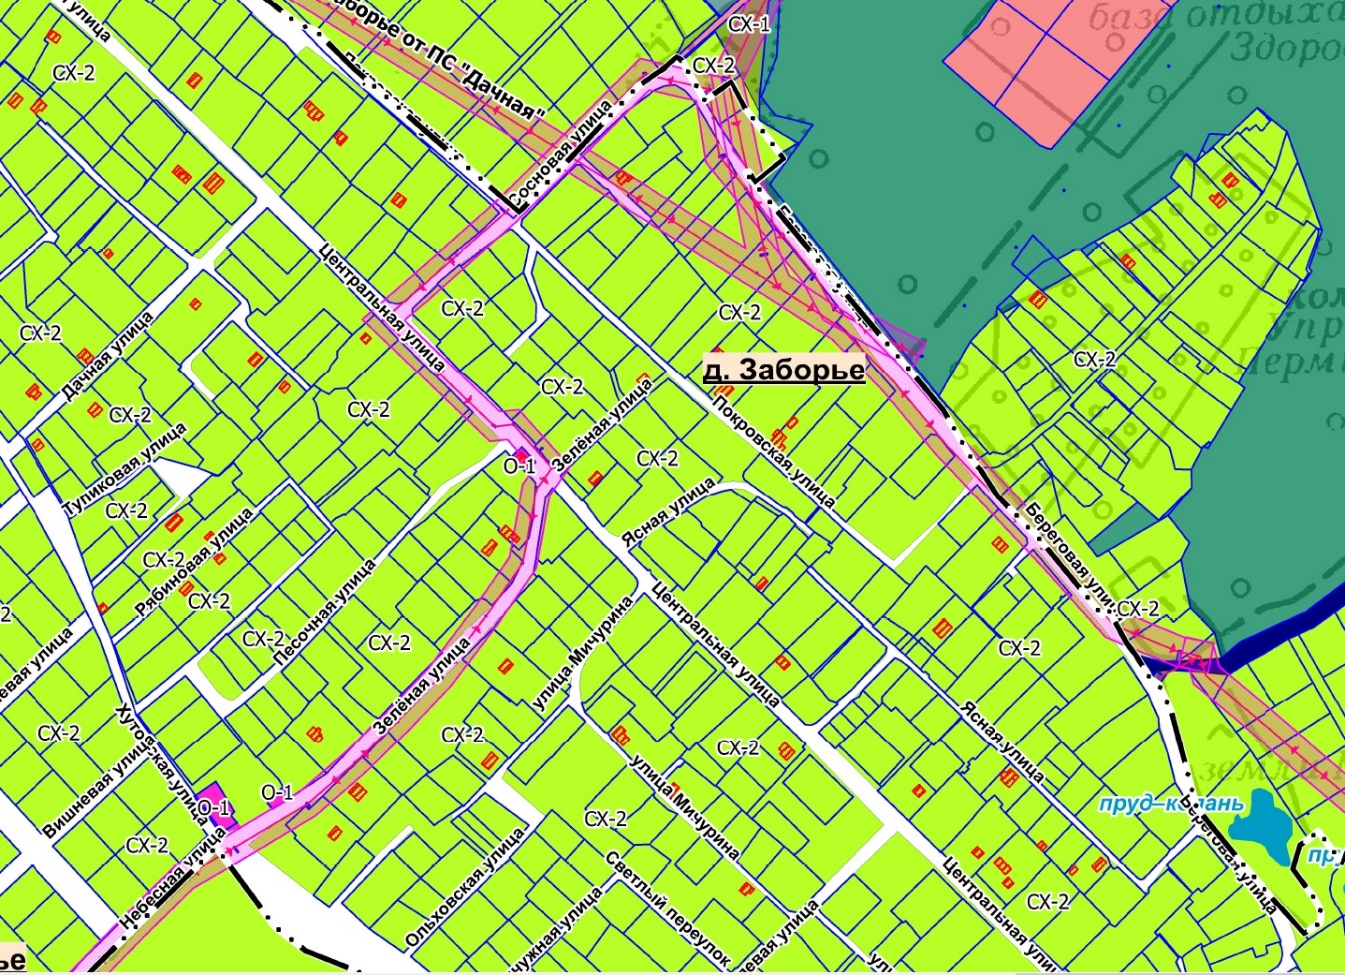 СХ-1
база отдыха
улица
СХ-2
Здоро
СХ-2
Заборье от ПС "Дачная"
Сосновая улица
Центральная улица
СХ-2
СХ-2
СХ-2
СХ-2
Дачная улица
д. Заборье
СХ-2
СХ-2
СХ-2
Зелёная улица
Покровская улица
Тупиковая улица
О-1
СХ-2
Ясная улица
СХ-2
Рябиновая улица
Береговая улица
СХ-2
СХ-2
Песочная улица
Центральная улица
СХ-2
СХ-2
СХ-2
СХ-2
Зелёная улица
улица Мичурина
Хуторская улица
СХ-2
СХ-2
СХ-2
Ясная улица
Вишневая улица
улица Мичурина
земли
О-1
О-1
пруд-копань
СХ-2
СХ-2
Береговая улица
Небесная улица
Ольховская улица
Светлый переулок
Центральная
СХ-2